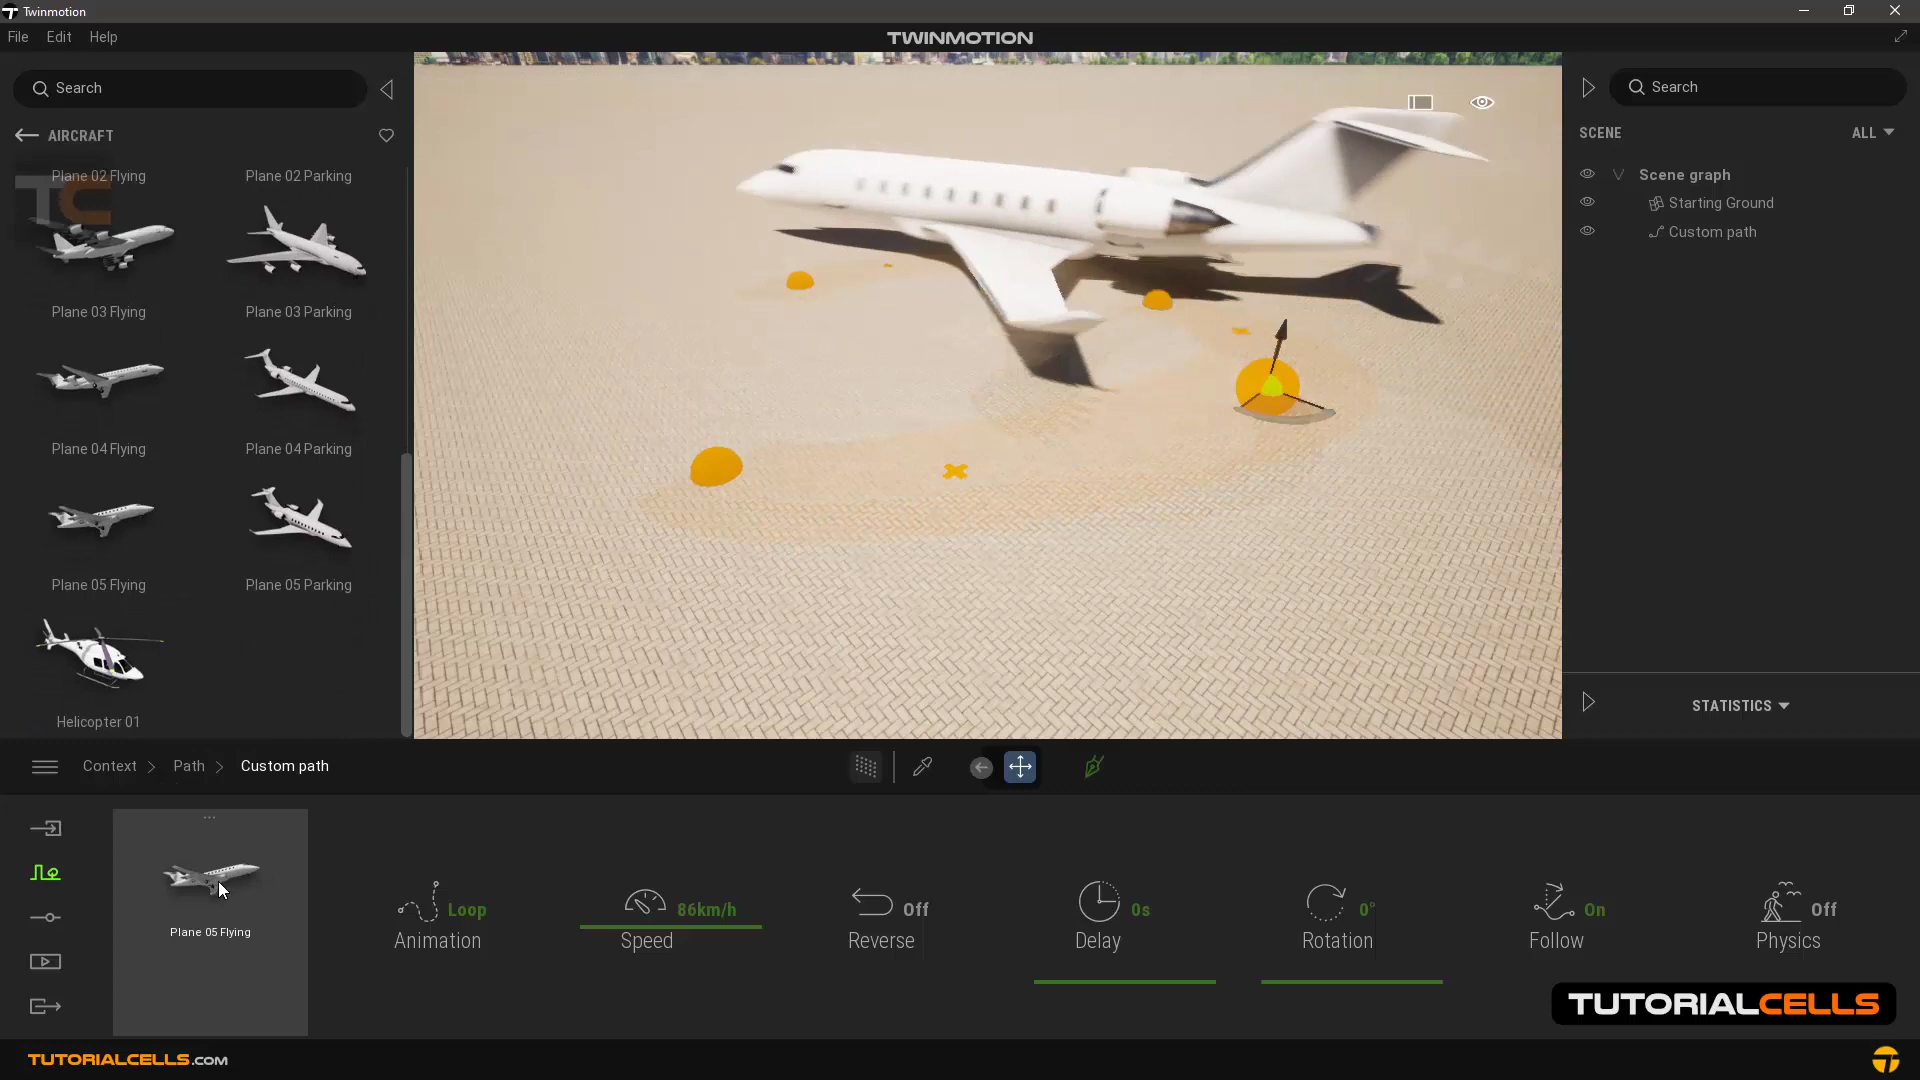 Twinmotion
File Edit Help
TWINMOTION
Search
AIRCRAFT
TC
Plane 02 Flying Plane 02 Parking
Plane 03 Flying Plane 03 Parking
Plane 04 Flying Plane 04 Parking
Plane 05 Flying Plane 05 Parking
Helicopter 01
Search
SCENE ALL
Scene graph
Starting Ground
Custom path
STATISTICS
Context Path Custom path
Plane 05 Flying
Loop
Animation
86km/h
Speed
Off
Reverse
0s
Delay
0°
Rotation
On
Follow
Off
Physics
TUTORIALCELLS
TUTORIALCELLS.COM